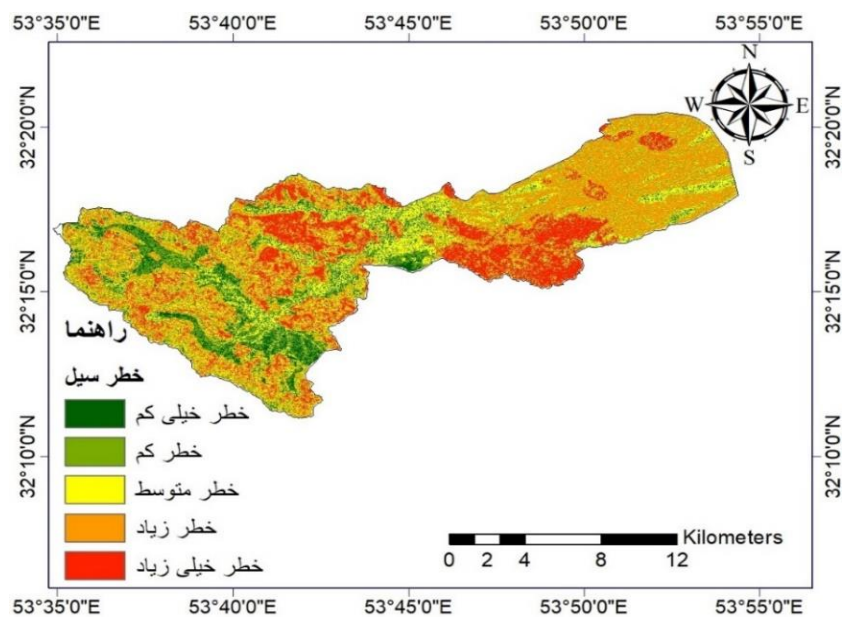 53°35'0"E 53°40'0"E 53°45'0"E 53°50'0"E 53°55'0"E
N
W E
S
32°20'0"N 32°20'0"N
32°15'0"N 32°15'0"N
32°10'0"N 32°10'0"N
راهنما
خطر سیل
خطر خیلی کم
خطر کم
خطر متوسط
خطر زیاد
خطر خیلی زیاد
Kilometers
0 2 4 8 12
53°35'0"E 53°40'0"E 53°45'0"E 53°50'0"E 53°55'0"E